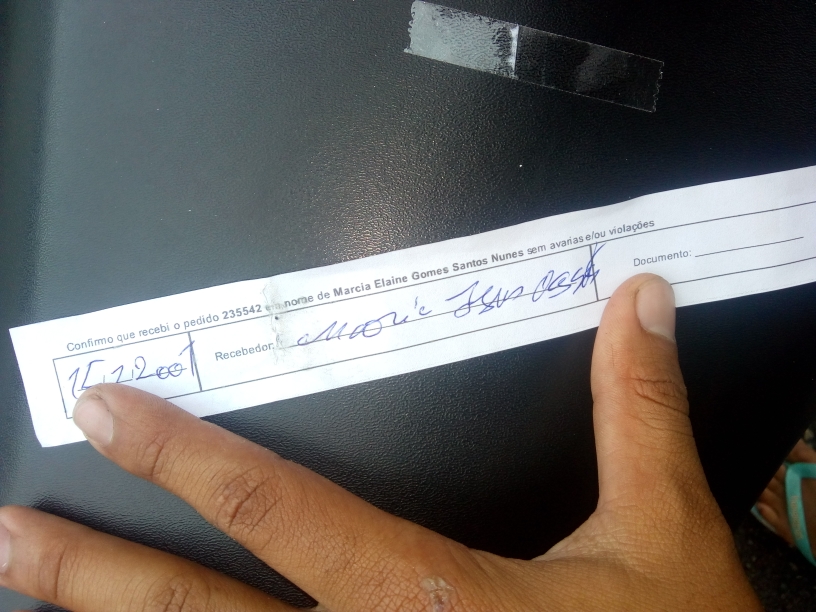 Confirmo que recebi o pedido 235542 em nome de Marcia Elaine Gomes Santos Nunes sem avarias e/ou violações
Recebedor: Jesus
Documento: